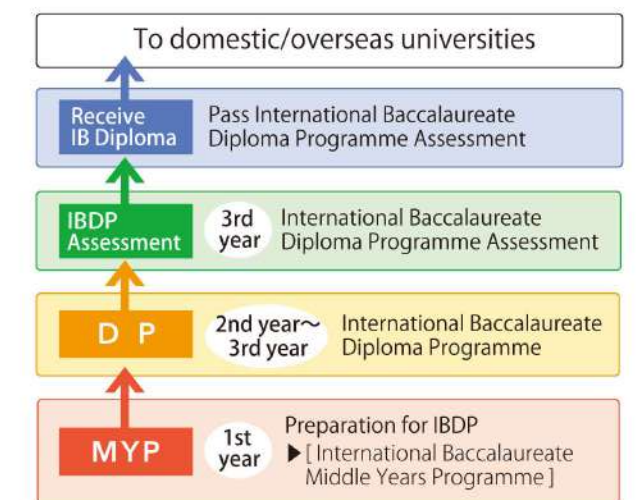 To domestic/overseas universities
Receive
IB Diploma
Pass International Baccalaureate
Diploma Programme Assessment
IBDP
Assessment
3rd
year
International Baccalaureate
Diploma Programme Assessment
D P
2nd year～
3rd year
International Baccalaureate
Diploma Programme
MYP
1st
year
Preparation for IBDP
▶[ International Baccalaureate
Middle Years Programme ]